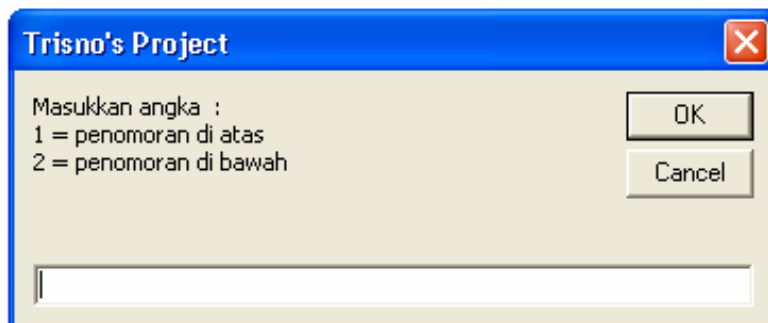 Trisno's Project
Masukkan angka  :
1 = penomoran di atas
2 = penomoran di bawah
OK
Cancel